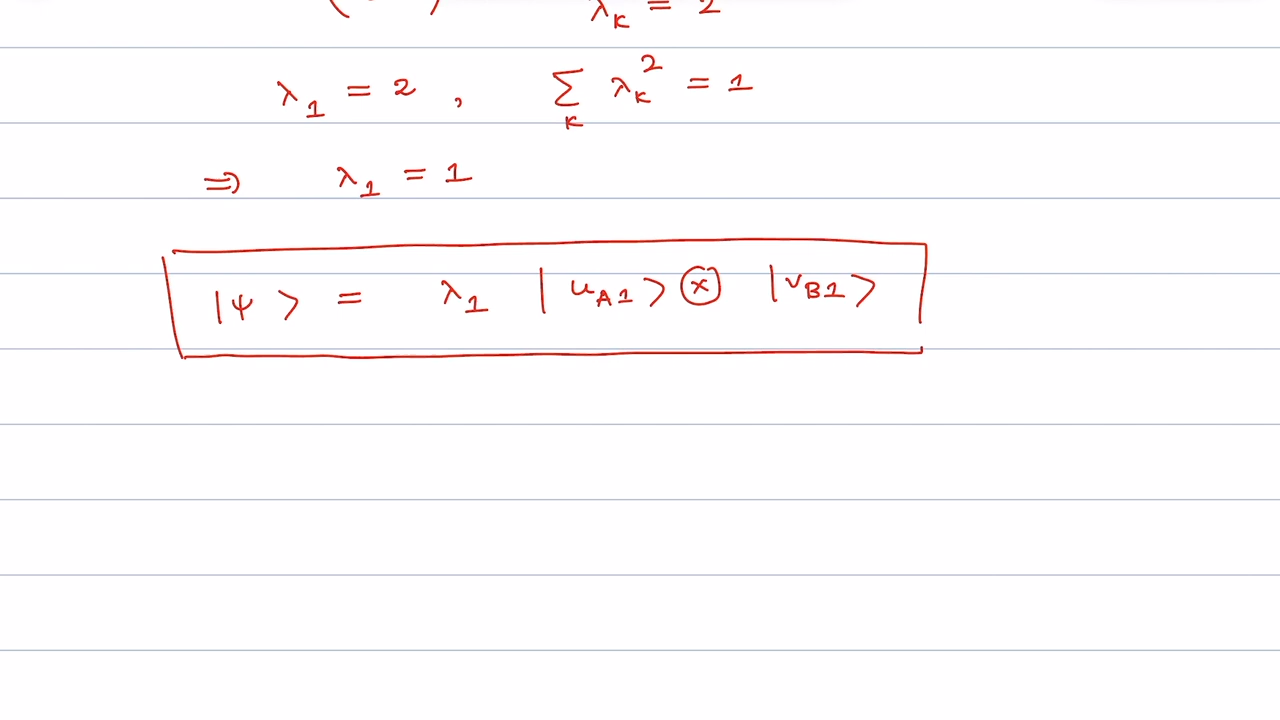 λ_K = 2
λ_1 = 2 , Σ_K λ_K^2 = 1
⇒ λ_1 = 1
|ψ⟩ = λ_1 |u_A1⟩ ⊗ |v_B1⟩